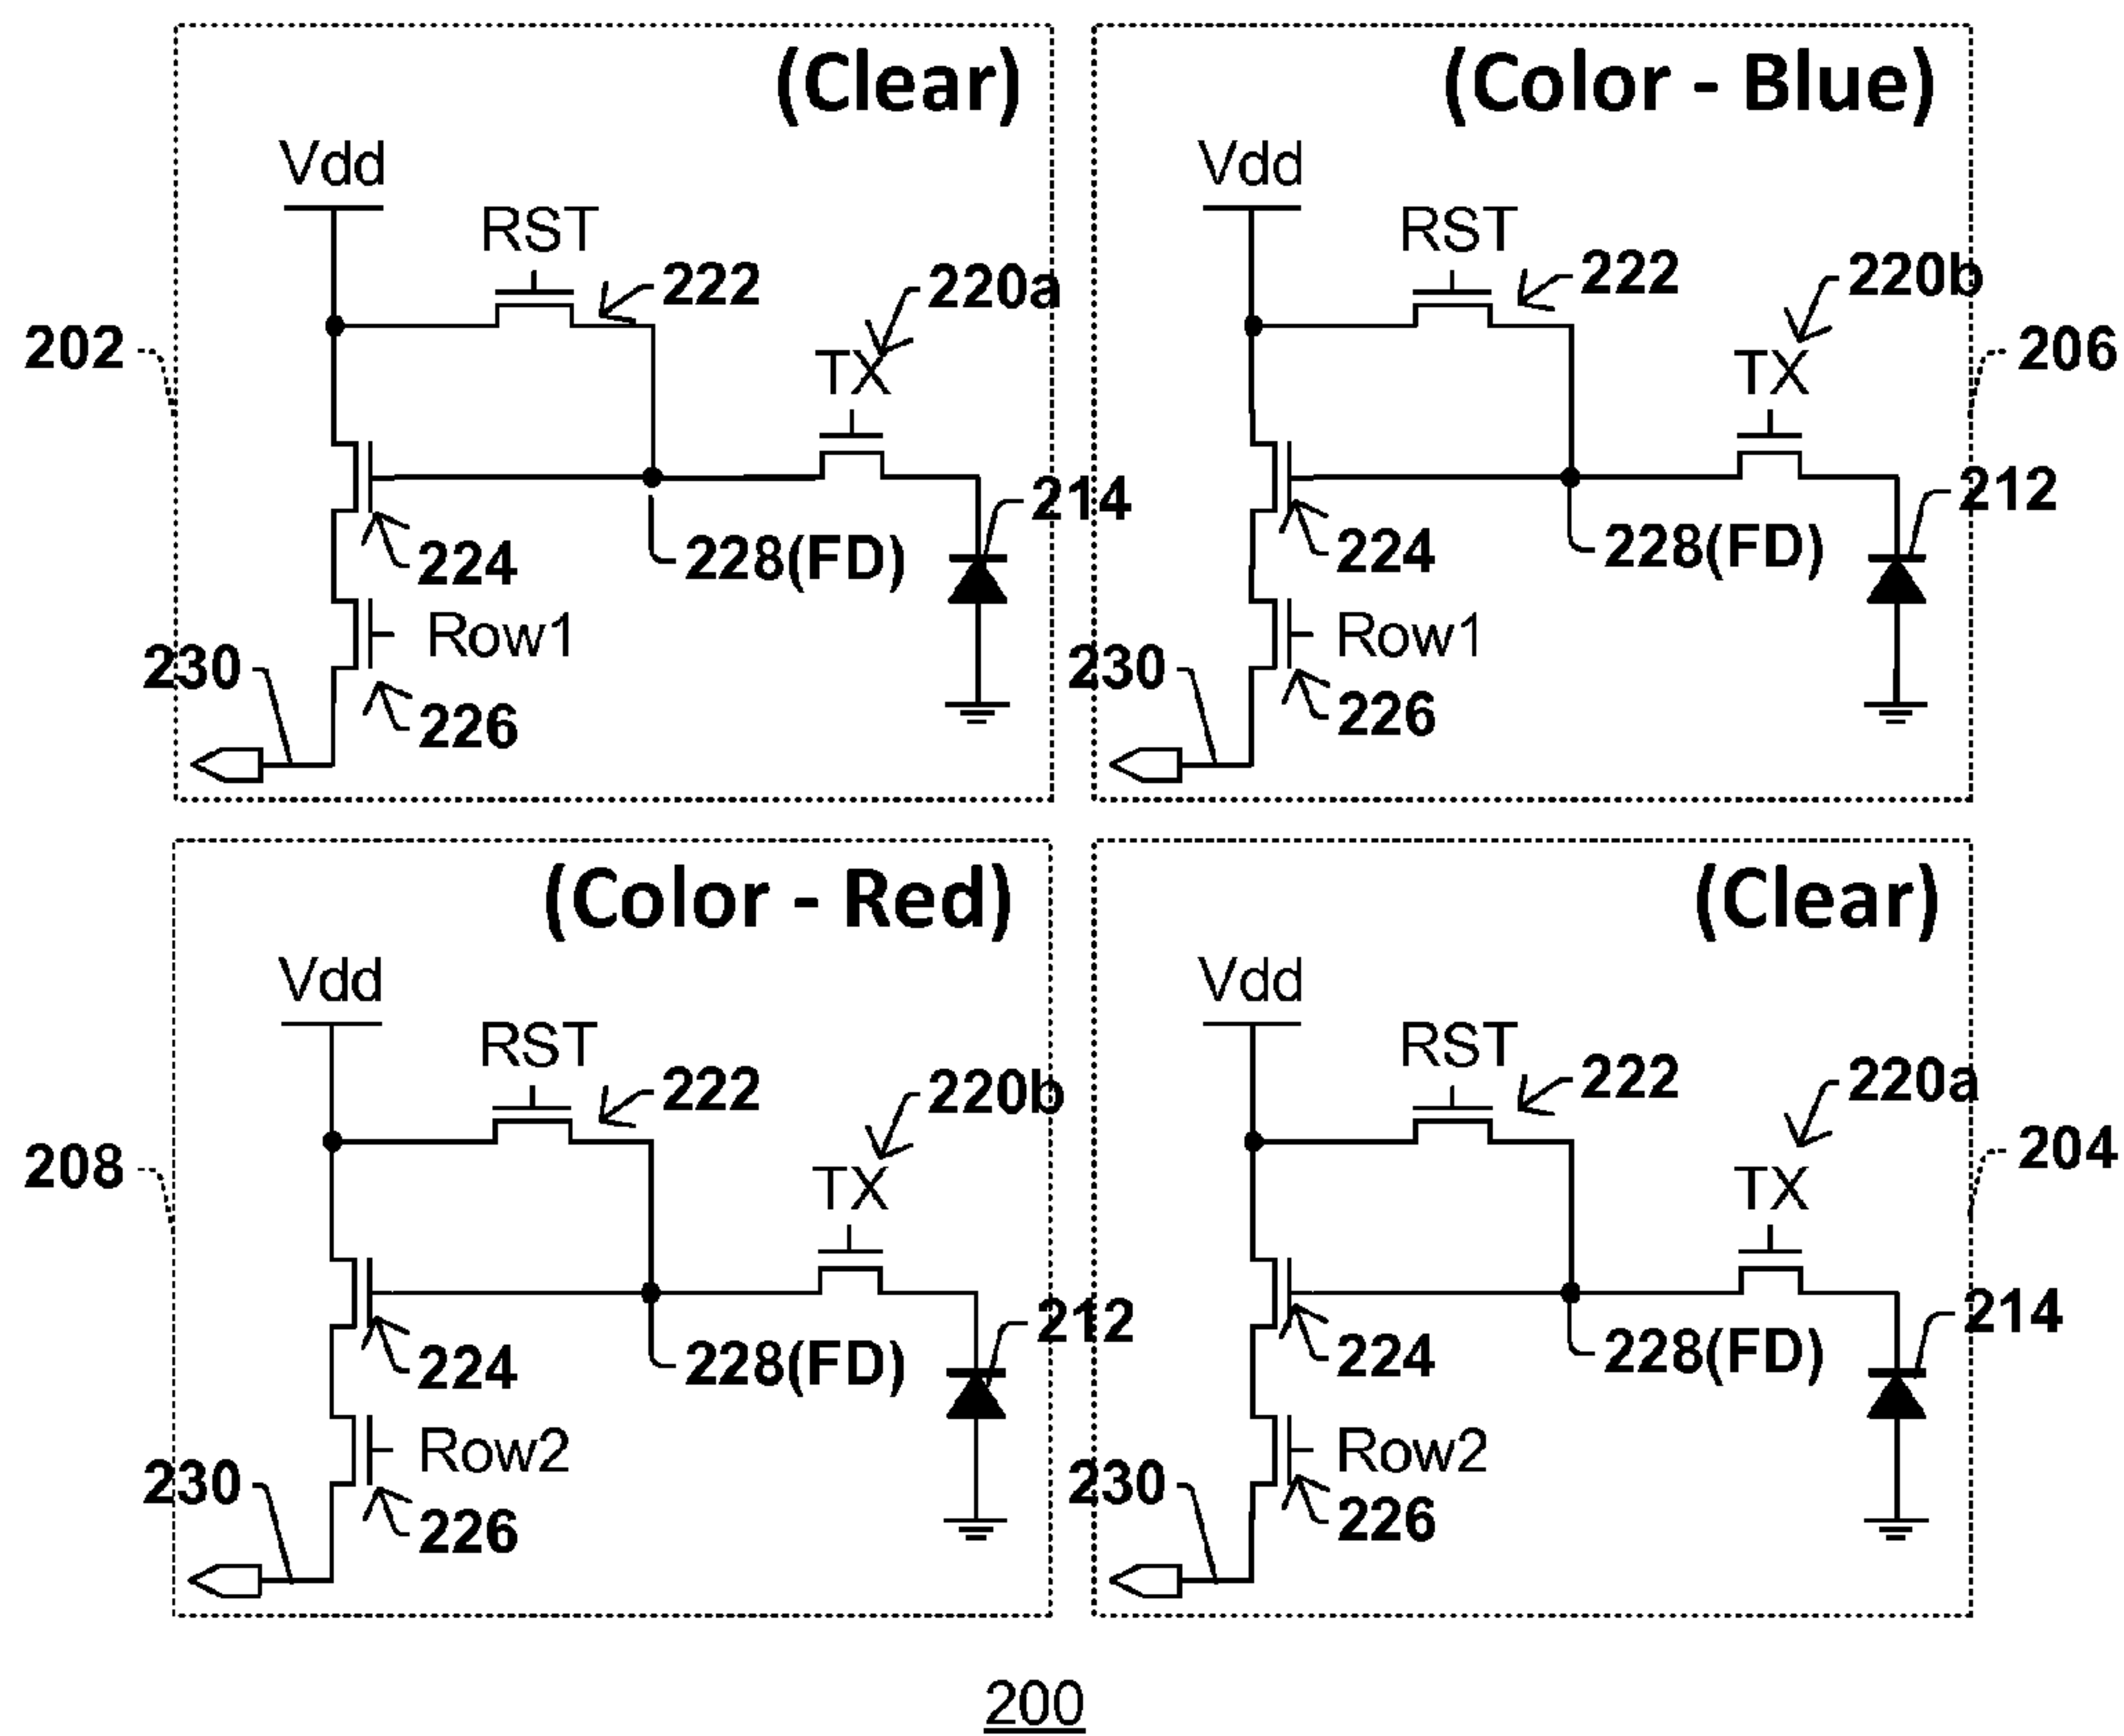 (Clear)
Vdd
RST
222
220a
202
TX
214
224
228(FD)
Row1
230
226
(Color - Blue)
Vdd
RST
222
220b
206
TX
212
224
228(FD)
Row1
230
226
(Color - Red)
Vdd
RST
222
220b
208
TX
212
224
228(FD)
Row2
230
226
(Clear)
Vdd
RST
222
220a
204
TX
214
224
228(FD)
Row2
230
226
200